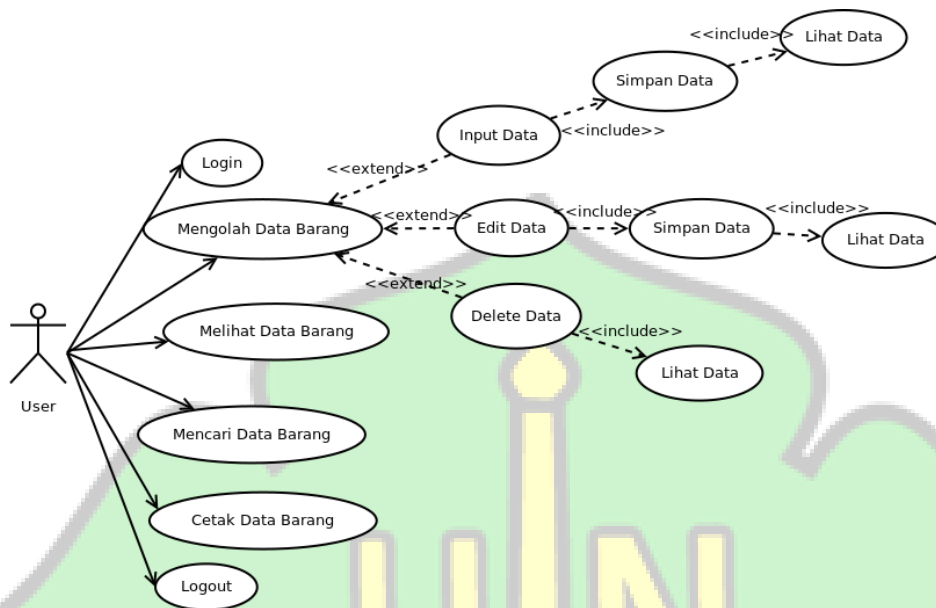 <<include>>
Lihat Data
Simpan Data
<<include>>
Input Data
<<extend>>
Login
Mengolah Data Barang
<<extend>>
Edit Data
<<include>>
Simpan Data
<<include>>
Lihat Data
<<extend>>
Delete Data
<<include>>
Lihat Data
Melihat Data Barang
User
Mencari Data Barang
Cetak Data Barang
Logout
UIN